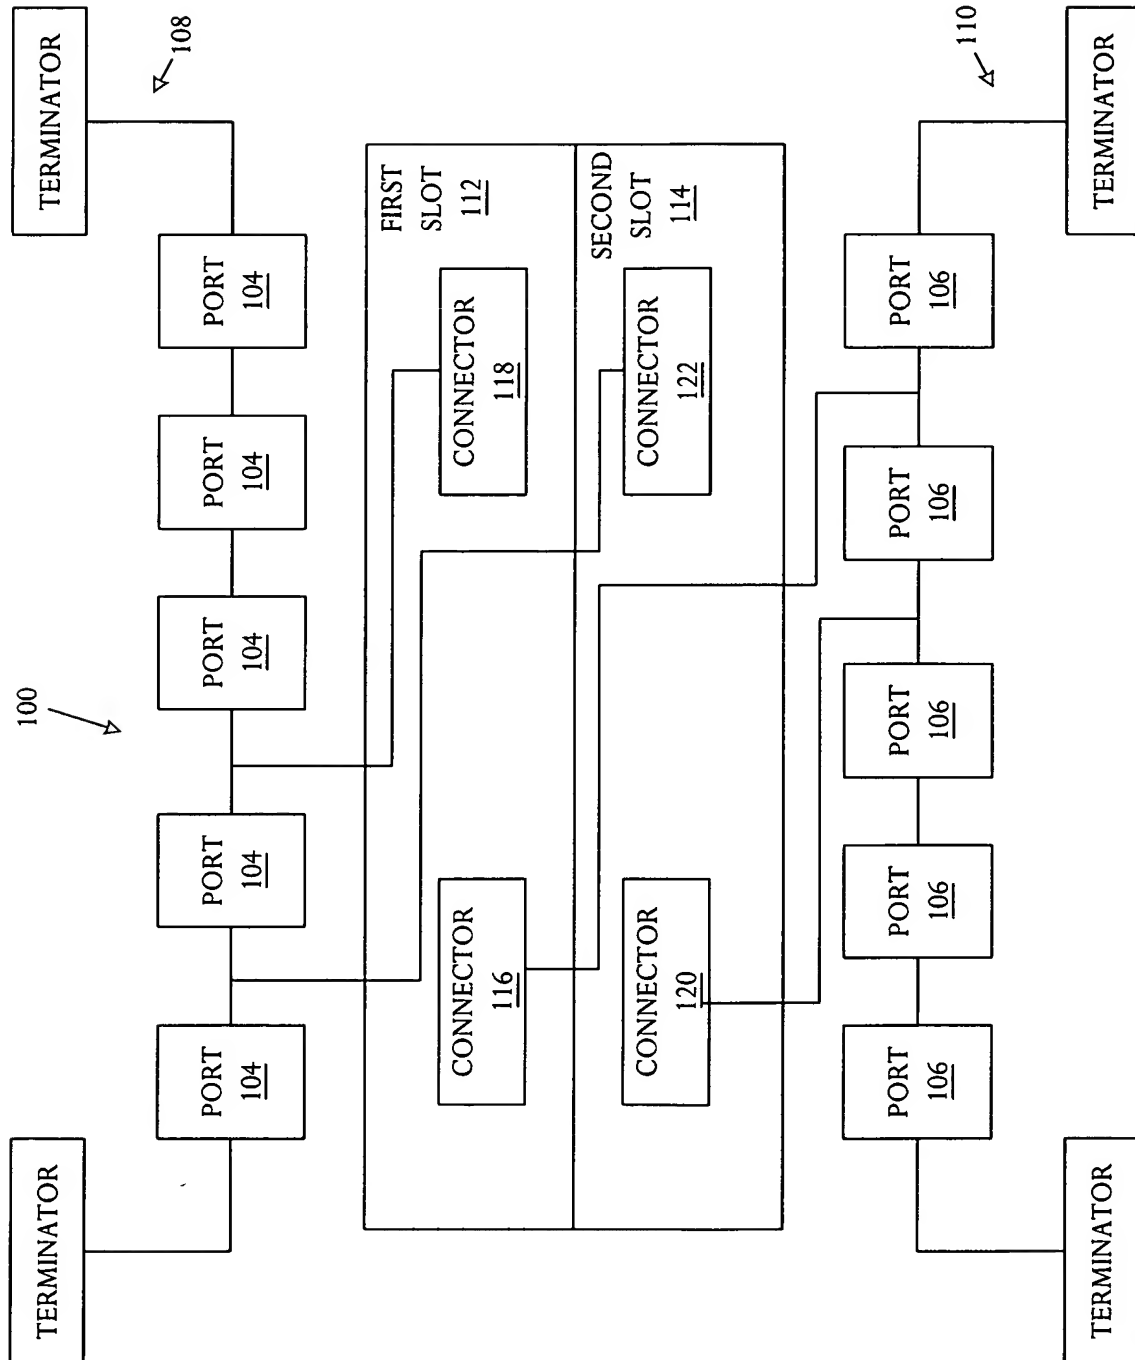 TERMINATOR
100
TERMINATOR
108
PORT
104
PORT
104
PORT
104
PORT
104
PORT
104
FIRST
SLOT
112
CONNECTOR
116
CONNECTOR
118
SECOND
SLOT
114
CONNECTOR
120
CONNECTOR
122
PORT
106
PORT
106
PORT
106
PORT
106
PORT
106
110
TERMINATOR
TERMINATOR